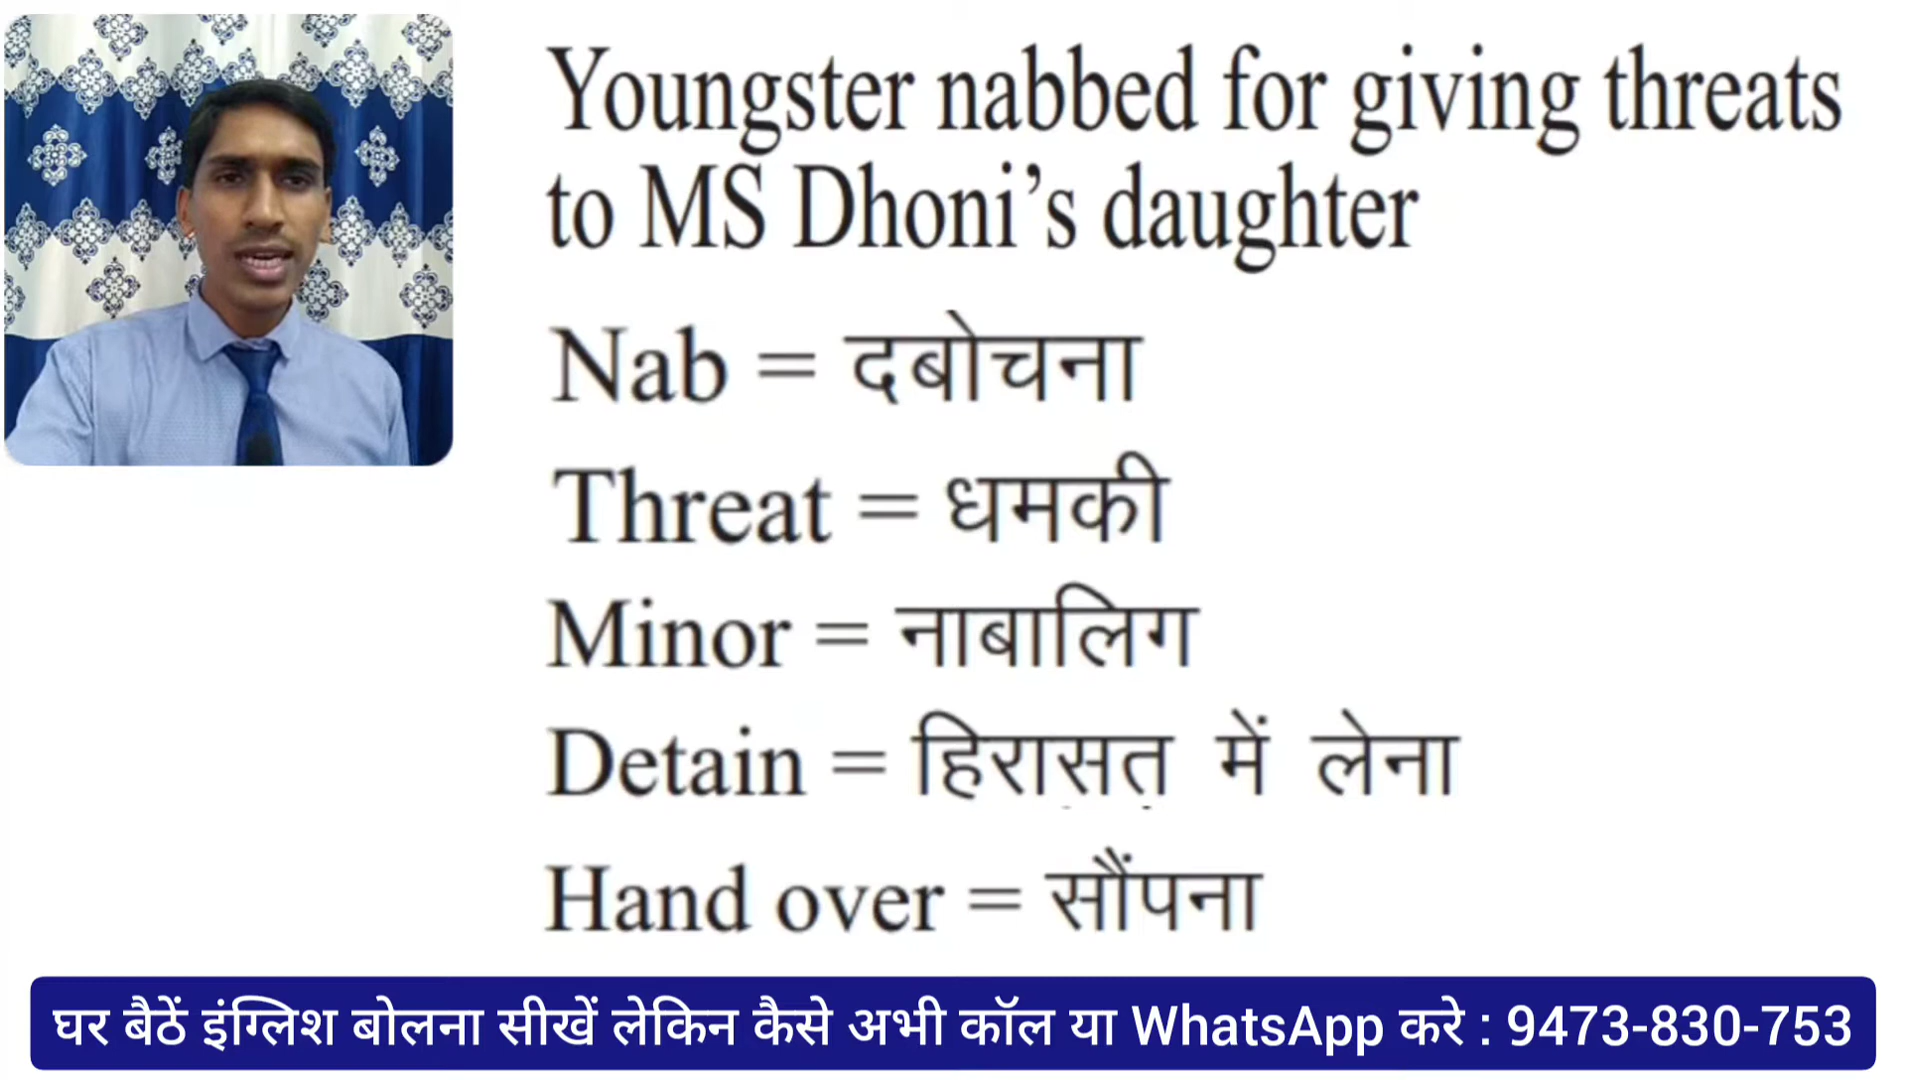 Youngster nabbed for giving threats
to MS Dhoni’s daughter
Nab = दबोचना
Threat = धमकी
Minor = नाबालिग
Detain = हिरासत में लेना
Hand over = सौंपना
घर बैठें इंग्लिश बोलना सीखें लेकिन कैसे अभी कॉल या WhatsApp करे : 9473-830-753